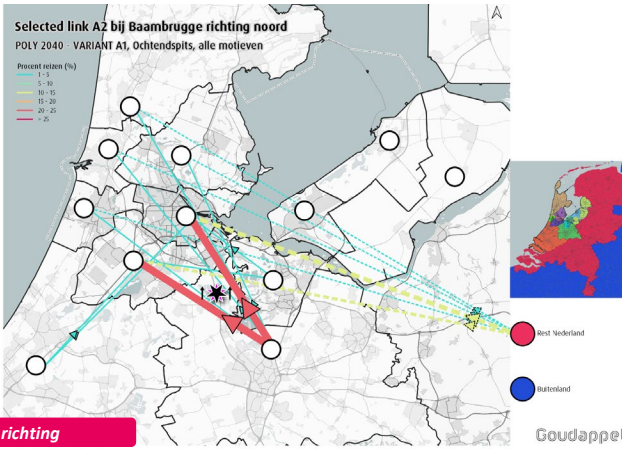 Selected link A2 bij Baambrugge richting noord
POLY 2040 - VARIANT A1, Ochtendspits, alle motieven
Procent reizen (%)
1 - 5
5 - 10
10 - 15
15 - 20
20 - 25
> 25
Rest Nederland
Buitenland
richting
Goudappel